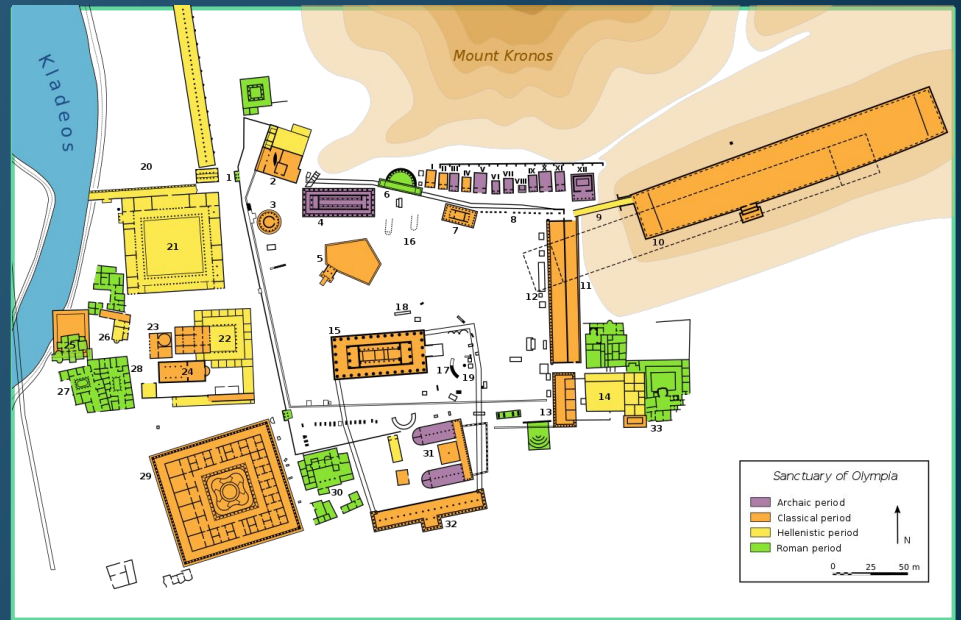 Mount Kronos
Kladeos
20
1
2
I
II
III
IV
V
VI
VII
VIII
IX
X
XI
XII
6
3
4
7
8
9
10
16
21
5
11
12
18
15
23
22
26
25
24
28
27
17
19
14
13
33
29
31
30
32
Sanctuary of Olympia
Archaic period
Classical period
Hellenistic period
Roman period
N
0 25 50 m